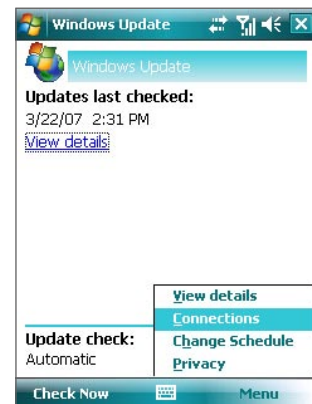 Windows Update
Windows Update
Updates last checked:
3/22/07 2:31 PM
View details
View details
Connections
Change Schedule
Privacy
Update check:
Automatic
Check Now
Menu